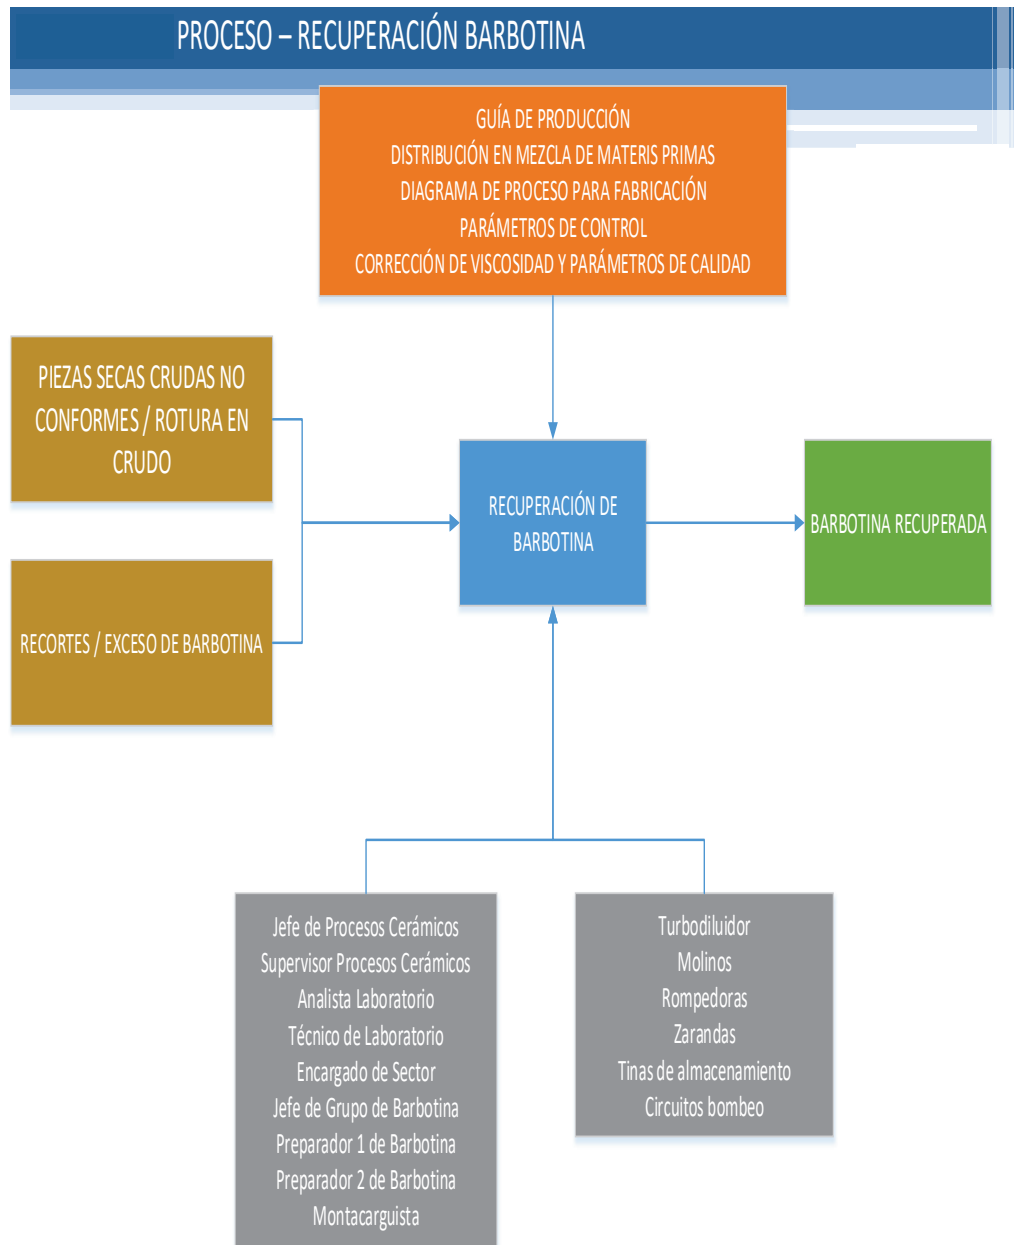 PROCESO – RECUPERACIÓN BARBOTINA
GUÍA DE PRODUCCIÓN
DISTRIBUCIÓN EN MEZCLA DE MATERIS PRIMAS
DIAGRAMA DE PROCESO PARA FABRICACIÓN
PARÁMETROS DE CONTROL
CORRECCIÓN DE VISCOSIDAD Y PARÁMETROS DE CALIDAD
PIEZAS SECAS CRUDAS NO
CONFORMES / ROTURA EN
CRUDO
RECORTES / EXCESO DE BARBOTINA
RECUPERACIÓN DE
BARBOTINA
BARBOTINA RECUPERADA
Jefe de Procesos Cerámicos
Supervisor Procesos Cerámicos
Analista Laboratorio
Técnico de Laboratorio
Encargado de Sector
Jefe de Grupo de Barbotina
Preparador 1 de Barbotina
Preparador 2 de Barbotina
Montacarguista
Turbodiluidor
Molinos
Rompedoras
Zarandas
Tinas de almacenamiento
Circuitos bombeo